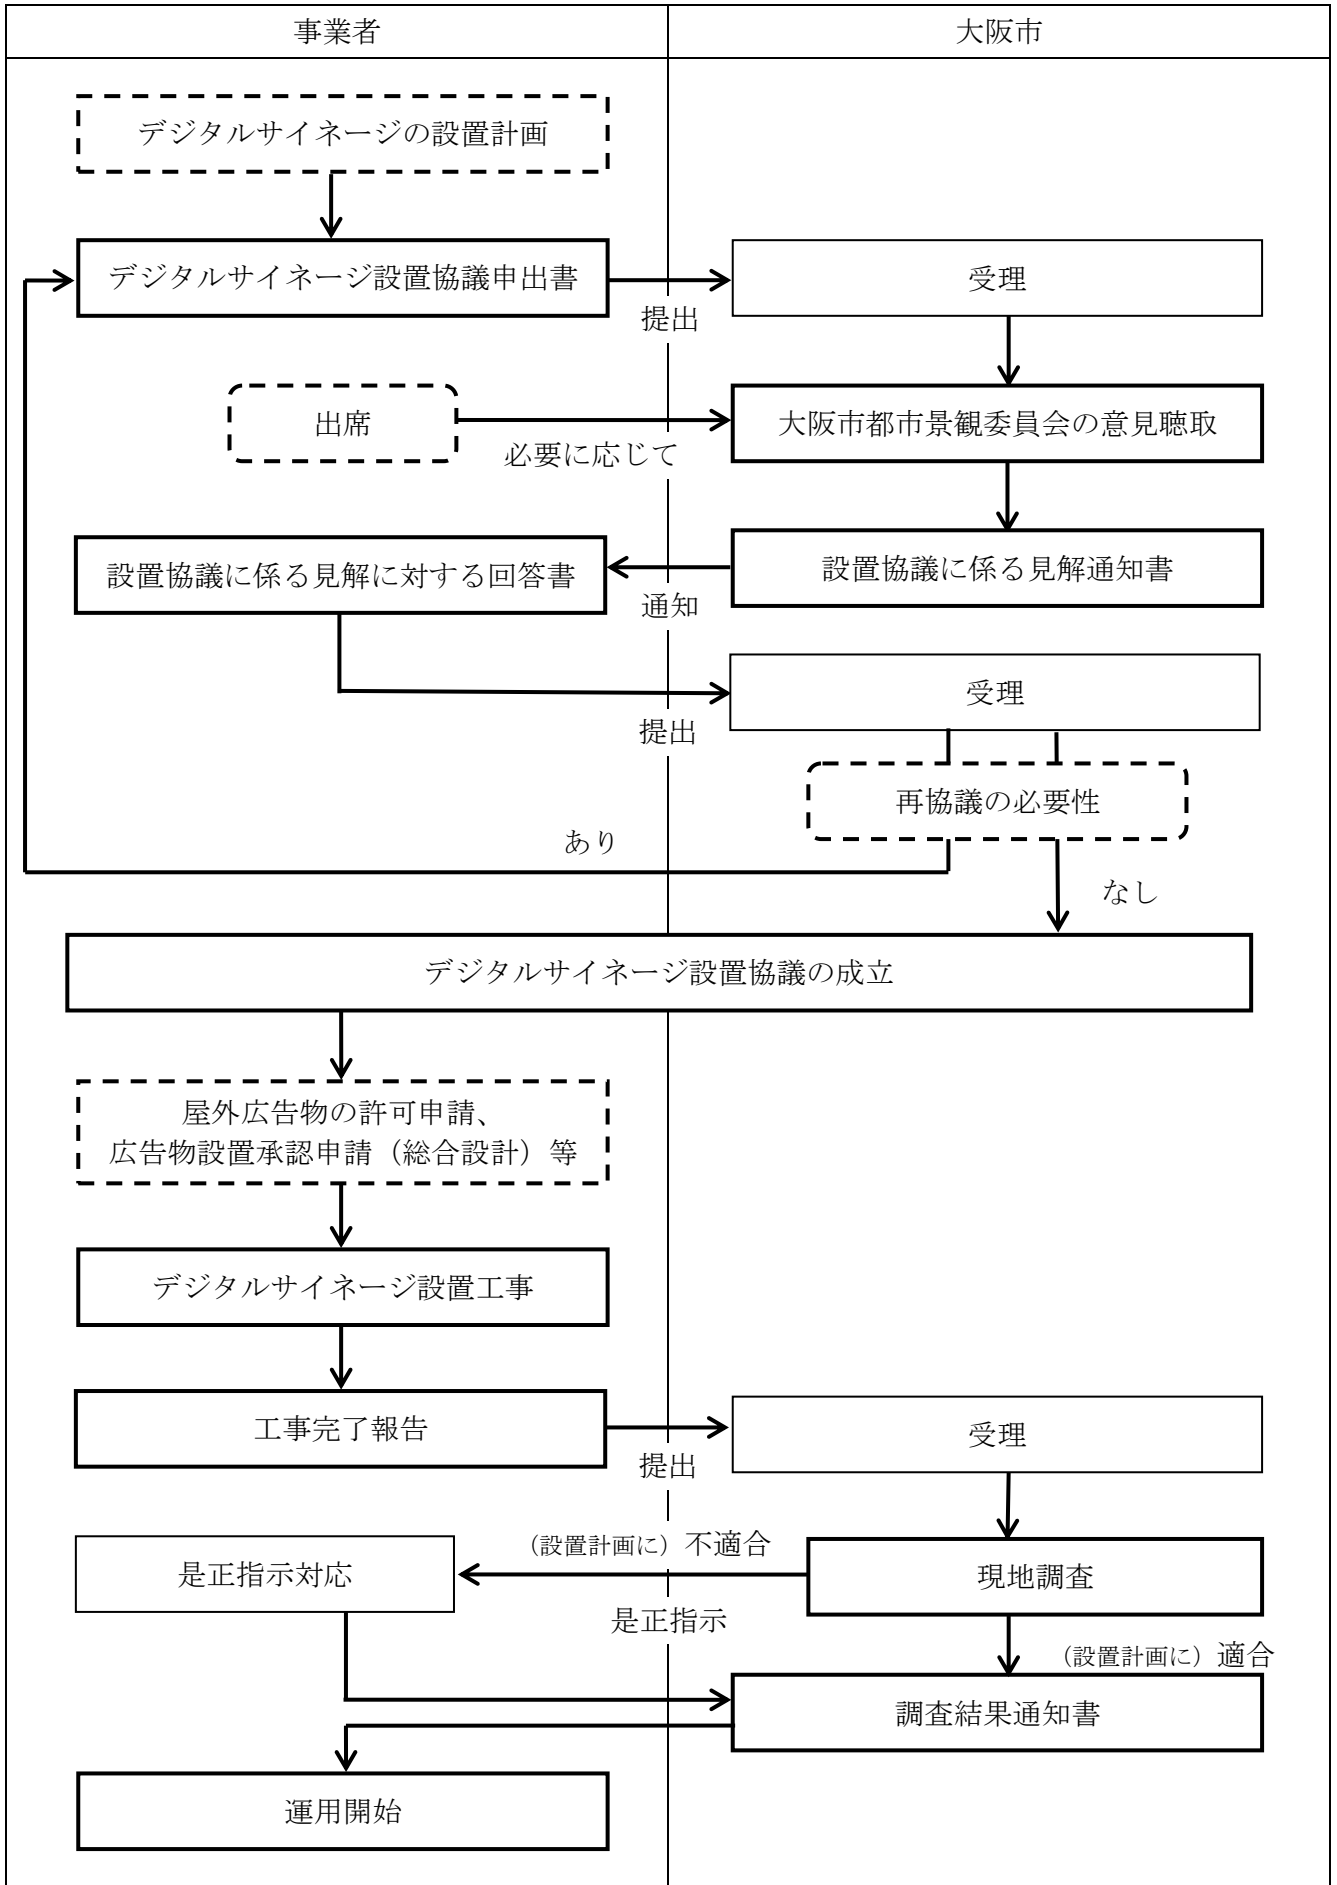 事業者
大阪市
デジタルサイネージの設置計画
デジタルサイネージ設置協議申出書
受理
提出
出席
大阪市都市景観委員会の意見聴取
必要に応じて
設置協議に係る見解通知書
設置協議に係る見解に対する回答書
通知
受理
提出
再協議の必要性
あり
なし
デジタルサイネージ設置協議の成立
屋外広告物の許可申請、
広告物設置承認申請（総合設計）等
デジタルサイネージ設置工事
工事完了報告
受理
提出
（設置計画に）不適合
是正指示対応
現地調査
是正指示
（設置計画に）適合
調査結果通知書
運用開始